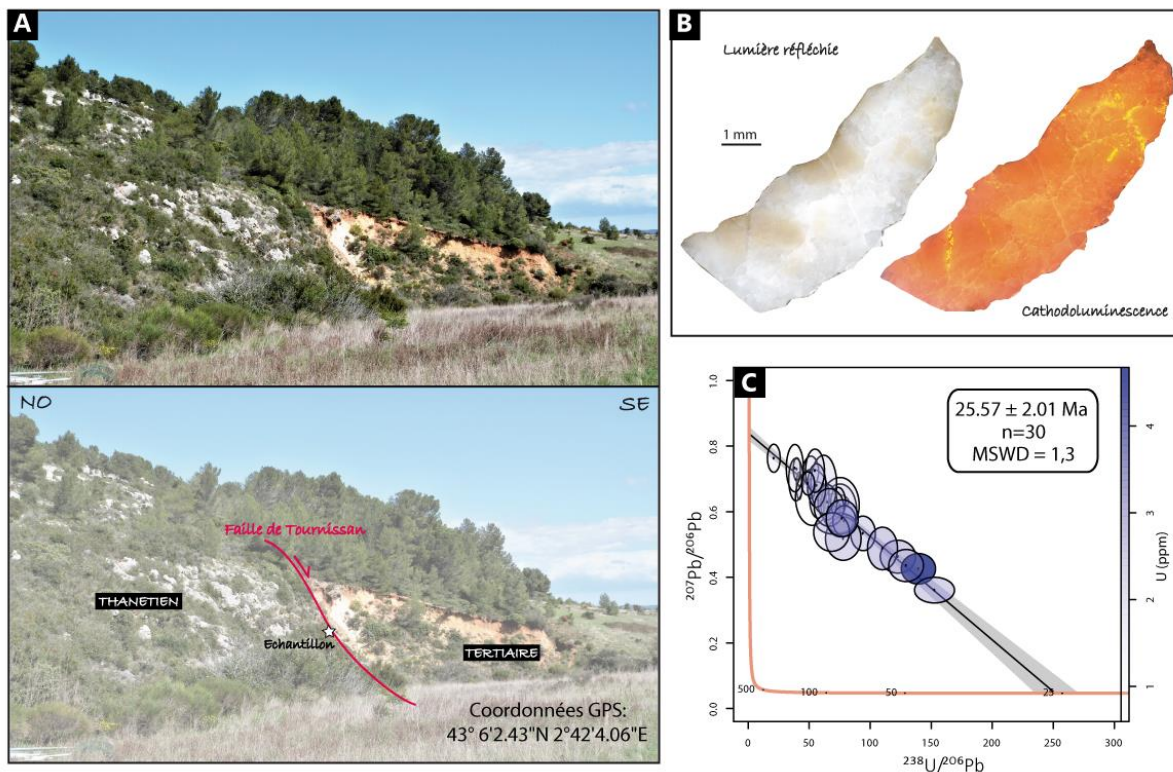 A
NO
SE
Faille de Tournissan
THANETIEN
Echantillon
TERTIAIRE
Coordonnées GPS:
43° 6'2.43"N 2°42'4.06"E
B
Lumière réfléchie
1 mm
Cathodoluminescence
C
25.57 ± 2.01 Ma
n=30
MSWD = 1,3
207Pb/206Pb
1.0
0.8
0.6
0.4
0.2
0.0
500
100
50
25
0 50 100 150 200 250 300
238U/206Pb
U (ppm)
4
3
2
1